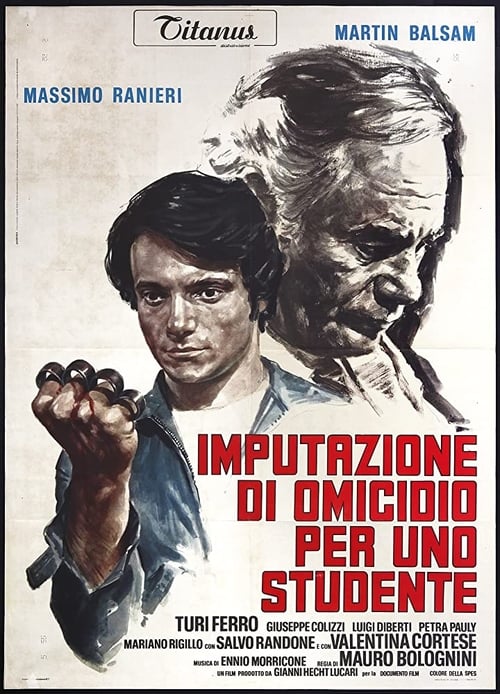 Titanus
MARTIN BALSAM
MASSIMO RANIERI
IMPUTAZIONE
DI OMICIDIO
PER UNO
STUDENTE
TURI FERRO GIUSEPPE COLIZZI LUIGI DIBERTI PETRA PAULY
MARIANO RIGILLO CON SALVO RANDONE E CON VALENTINA CORTESE
MUSICA DI ENNIO MORRICONE REGIA DI MAURO BOLOGNINI
UN FILM PRODOTTO DA GIANNI HECHT LUCARI per la DOCUMENTO FILM COLORE DELLA SPES